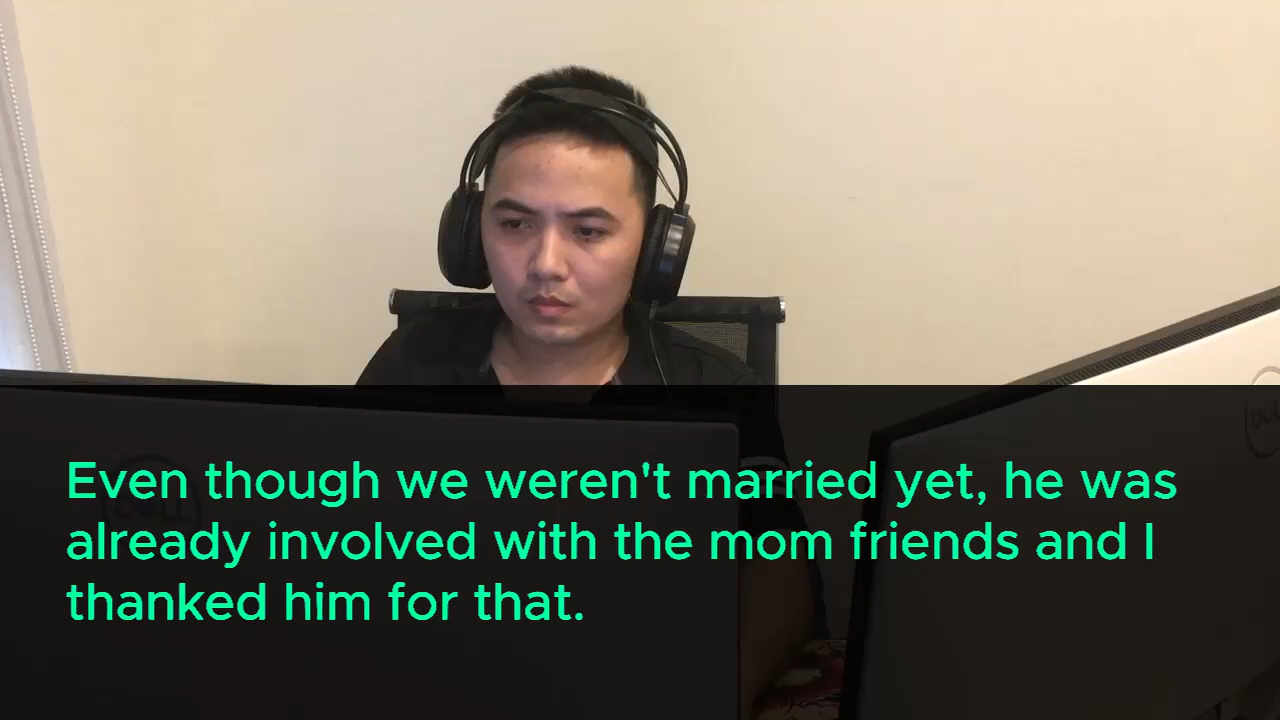 Even though we weren't married yet, he was
already involved with the mom friends and I
thanked him for that.
DELL